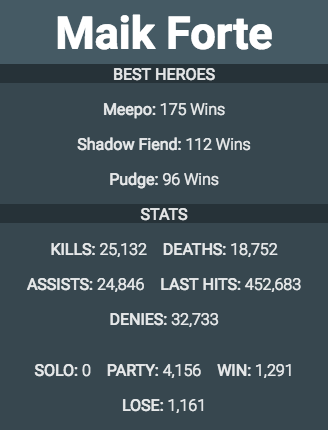 Maik Forte
BEST HEROES
Meepo: 175 Wins
Shadow Fiend: 112 Wins
Pudge: 96 Wins
STATS
KILLS: 25,132 DEATHS: 18,752
ASSISTS: 24,846 LAST HITS: 452,683
DENIES: 32,733
SOLO: 0 PARTY: 4,156 WIN: 1,291
LOSE: 1,161